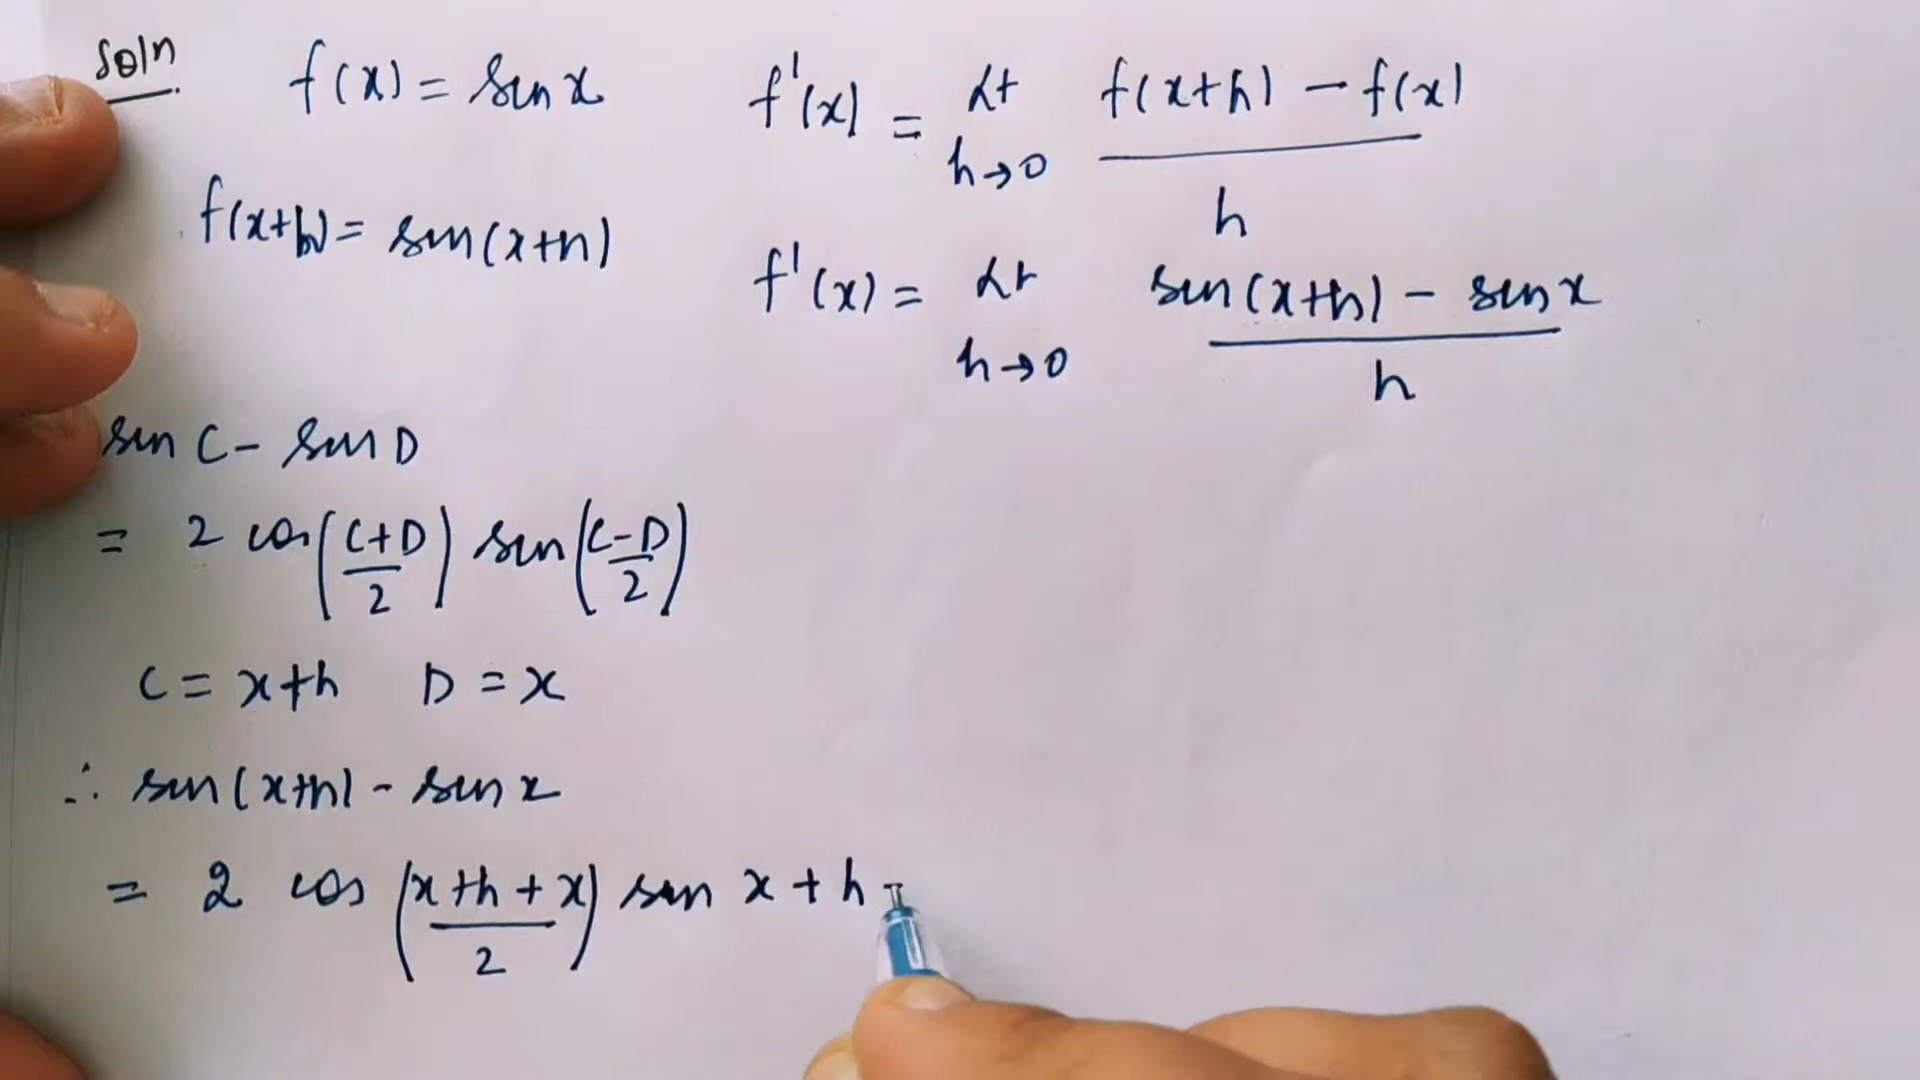 Soln
f(x) = sin x
f(x+h) = sin(x+h)
f'(x) = Lt h→0 f(x+h) - f(x) / h
f'(x) = Lt h→0 sin(x+h) - sin x / h
sin C - sin D
= 2 cos (C+D / 2) sin (C-D / 2)
C = x+h D = x
∴ sin(x+h) - sin x
= 2 cos (x+h+x / 2) sin x+h -